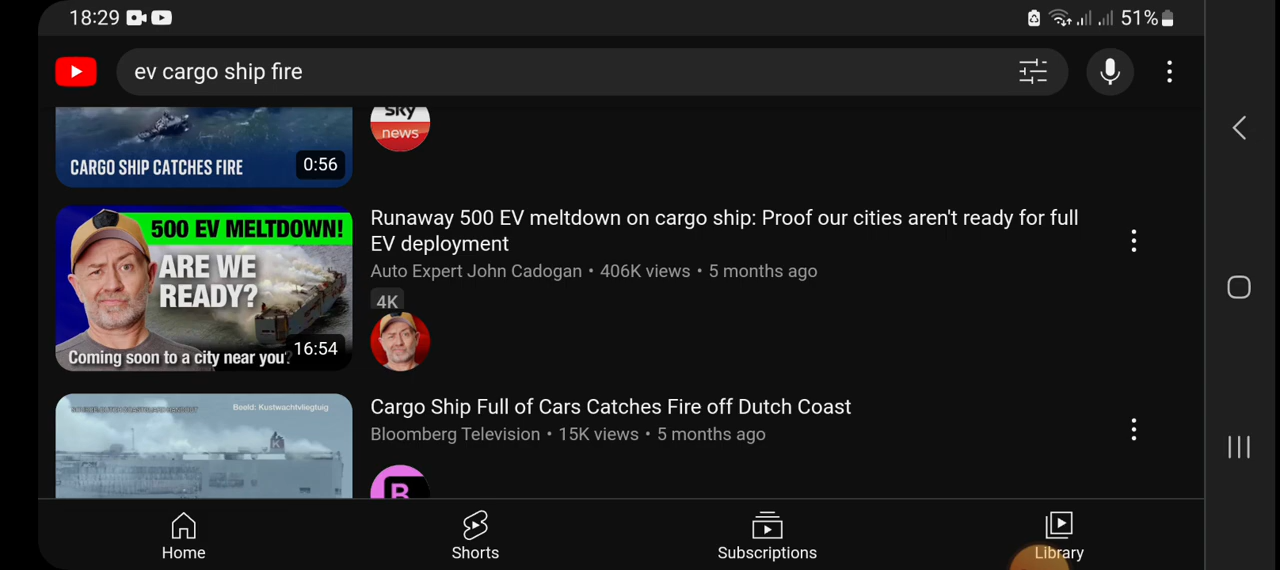 18:29
51%
ev cargo ship fire
sky
news
CARGO SHIP CATCHES FIRE
0:56
500 EV MELTDOWN!
ARE WE
READY?
Coming soon to a city near you?
16:54
Runaway 500 EV meltdown on cargo ship: Proof our cities aren't ready for full
EV deployment
Auto Expert John Cadogan • 406K views • 5 months ago
4K
Beeld: Kustwachtvliegtuig
Cargo Ship Full of Cars Catches Fire off Dutch Coast
Bloomberg Television • 15K views • 5 months ago
B
Home
Shorts
Subscriptions
Library